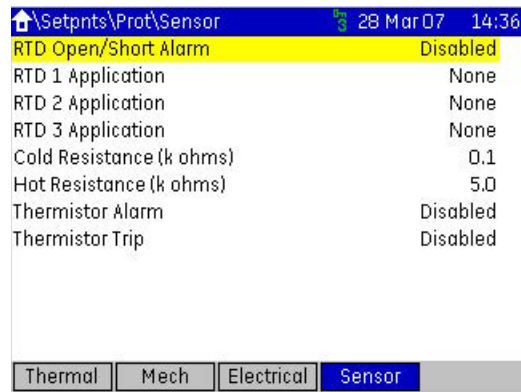 \Setpnts\Prot\Sensor 3 28 Mar 07 14:36
RTD Open/Short Alarm Disabled
RTD 1 Application None
RTD 2 Application None
RTD 3 Application None
Cold Resistance (k ohms) 0.1
Hot Resistance (k ohms) 5.0
Thermistor Alarm Disabled
Thermistor Trip Disabled
Thermal Mech Electrical Sensor